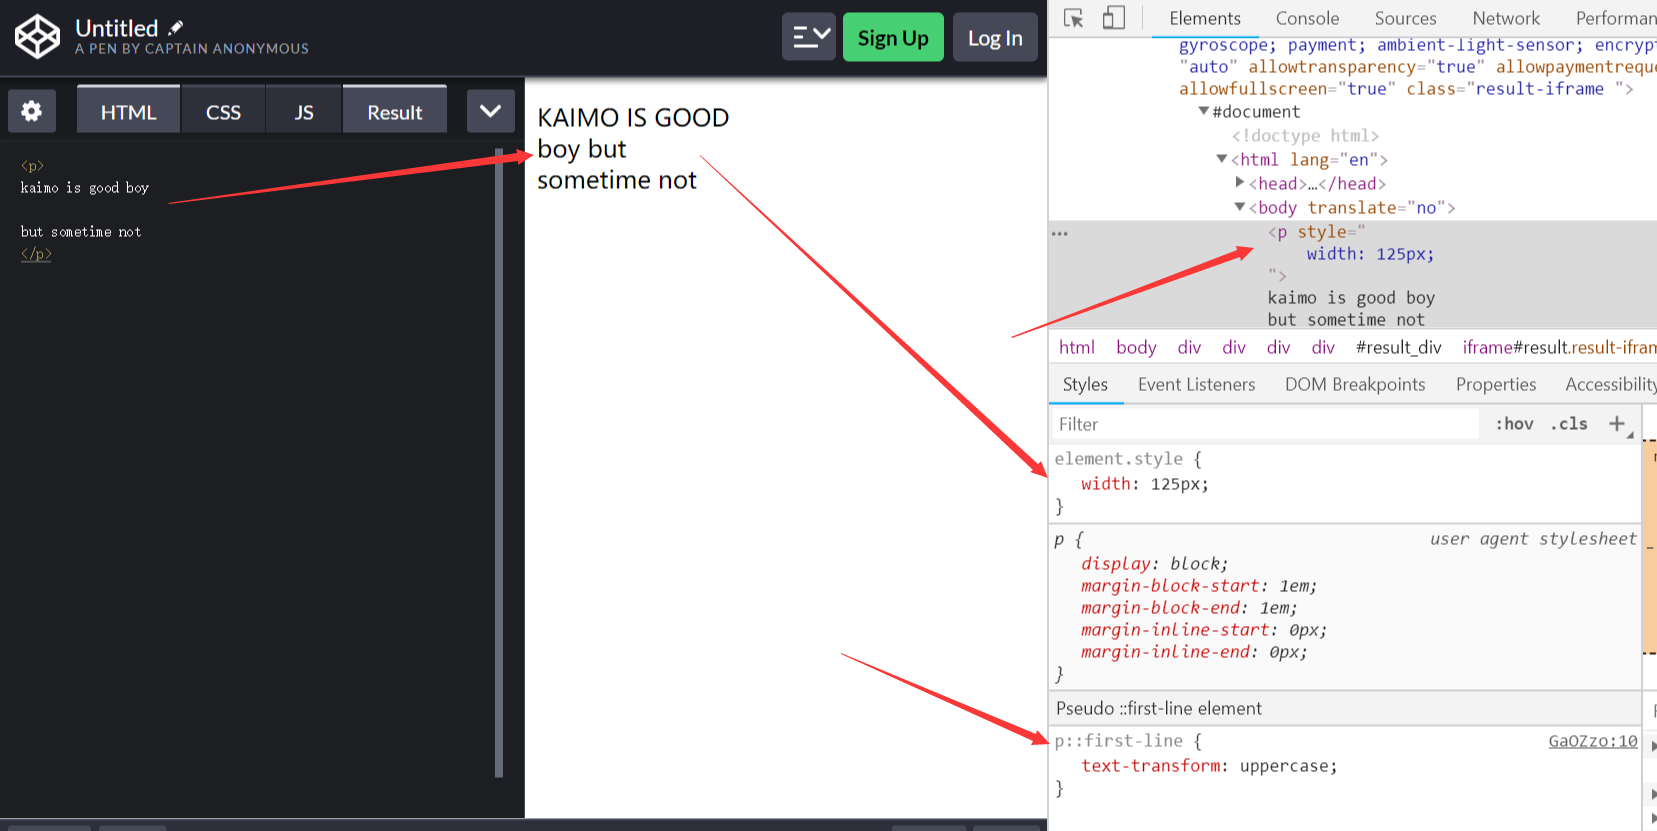 Untitled
A PEN BY CAPTAIN ANONYMOUS
Sign Up
Log In
HTML
CSS
JS
Result
<p>
kaimo is good boy
but sometime not
</p>
KAIMO IS GOOD
boy but
sometime not
Elements
Console
Sources
Network
Performan
gyroscope; payment; ambient-light-sensor; encrypt
"auto" allowtransparency="true" allowpaymentreque
allowfullscreen="true" class="result-iframe ">
▼#document
<!doctype html>
▼<html lang="en">
▶<head>…</head>
▼<body translate="no">
<p style="
width: 125px;
">
kaimo is good boy
but sometime not
html body div div div div #result_div iframe#result.result-ifram
Styles
Event Listeners
DOM Breakpoints
Properties
Accessibility
Filter
:hov .cls +
element.style {
width: 125px;
}
p {
user agent stylesheet
display: block;
margin-block-start: 1em;
margin-block-end: 1em;
margin-inline-start: 0px;
margin-inline-end: 0px;
}
Pseudo ::first-line element
p::first-line {
GaOZzo:10
text-transform: uppercase;
}